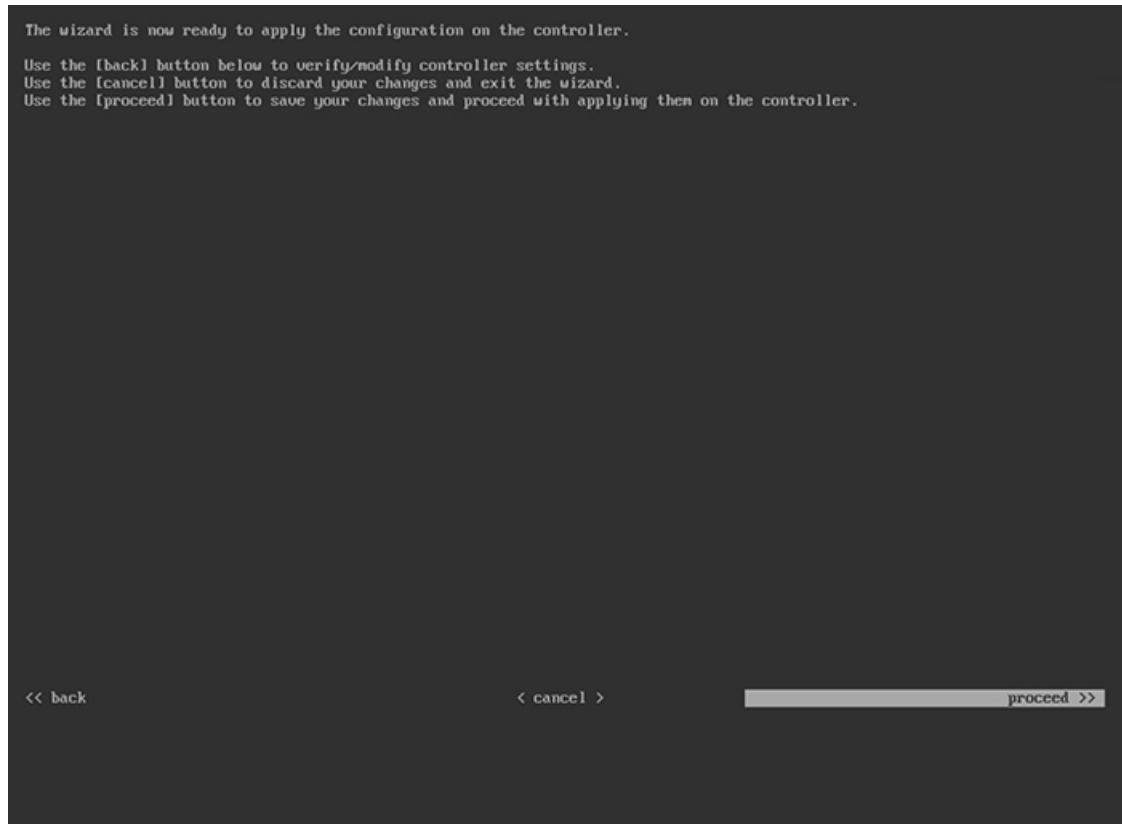 The wizard is now ready to apply the configuration on the controller.
Use the [back] button below to verify/modify controller settings.
Use the [cancel] button to discard your changes and exit the wizard.
Use the [proceed] button to save your changes and proceed with applying them on the controller.
<< back < cancel > proceed >>